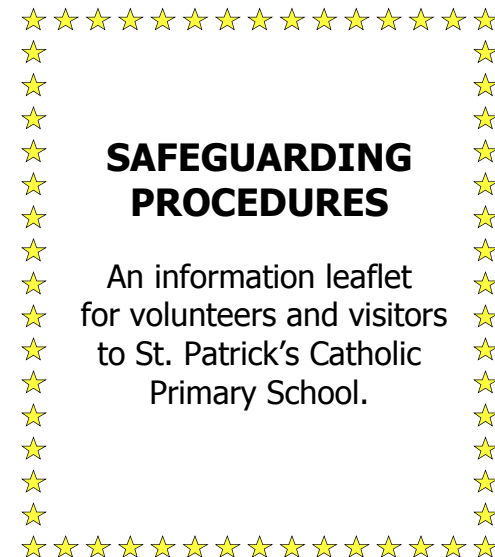 SAFEGUARDING
PROCEDURES
An information leaflet
for volunteers and visitors
to St. Patrick’s Catholic
Primary School.